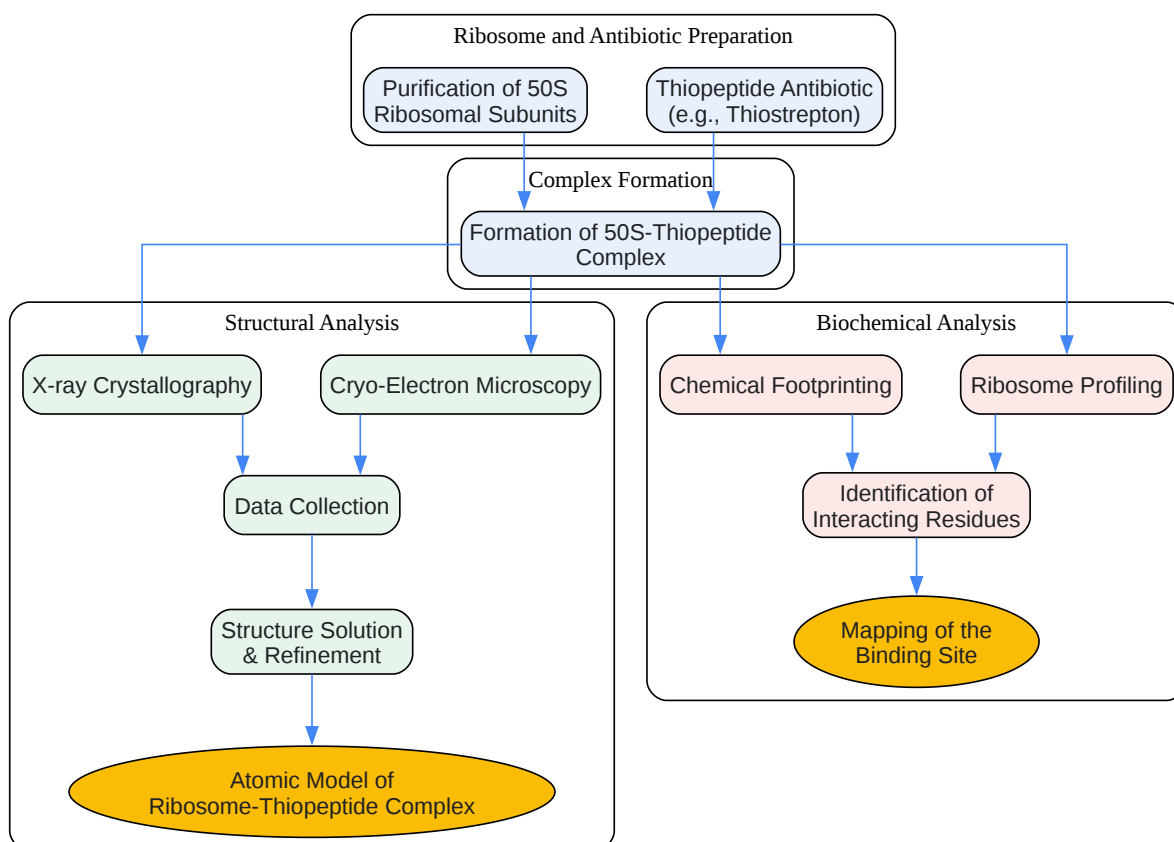 Ribosome and Antibiotic Preparation
Purification of 50S
Ribosomal Subunits
Thiopeptide Antibiotic
(e.g., Thiostrepton)
Complex Formation
Formation of 50S-Thiopeptide
Complex
Structural Analysis
X-ray Crystallography
Cryo-Electron Microscopy
Data Collection
Structure Solution
& Refinement
Atomic Model of
Ribosome-Thiopeptide Complex
Biochemical Analysis
Chemical Footprinting
Ribosome Profiling
Identification of
Interacting Residues
Mapping of the
Binding Site